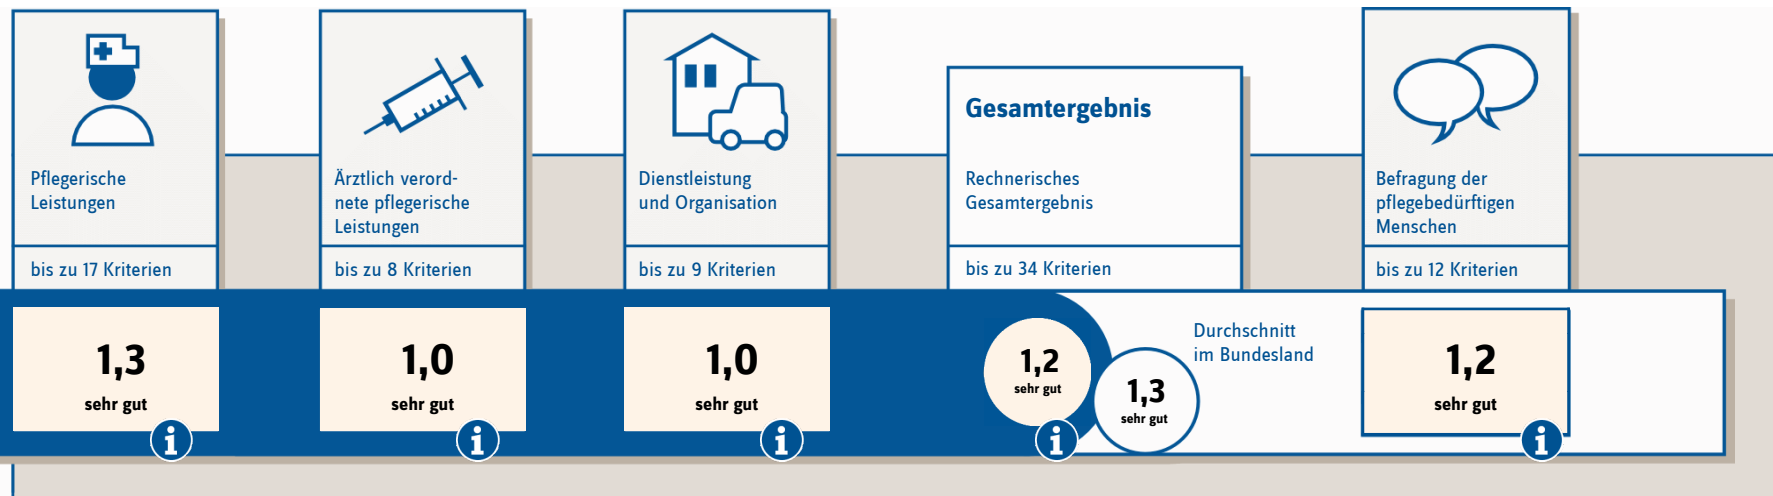 Pflegerische
Leistungen
bis zu 17 Kriterien
1,3
sehr gut
i
Ärztlich verord-
nete pflegerische
Leistungen
bis zu 8 Kriterien
1,0
sehr gut
i
Dienstleistung
und Organisation
bis zu 9 Kriterien
1,0
sehr gut
i
Gesamtergebnis
Rechnerisches
Gesamtergebnis
bis zu 34 Kriterien
1,2
sehr gut
i
1,3
sehr gut
Durchschnitt
im Bundesland
Befragung der
pflegebedürftigen
Menschen
bis zu 12 Kriterien
1,2
sehr gut
i